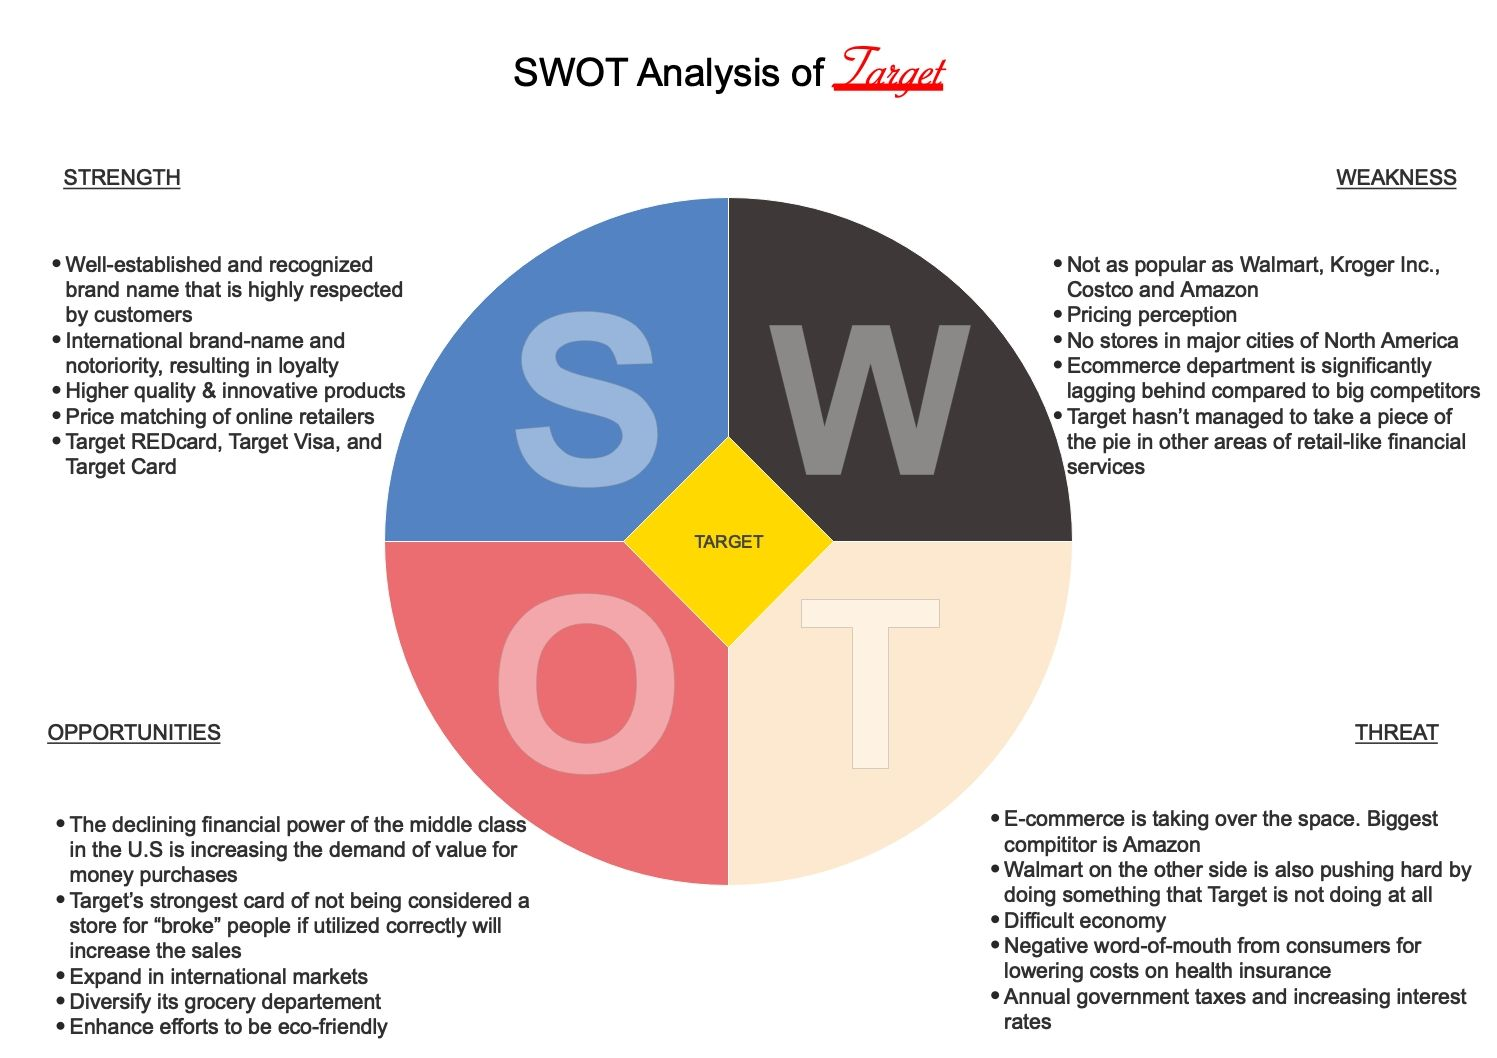 SWOT Analysis of Target
STRENGTH
• Well-established and recognized
brand name that is highly respected
by customers
• International brand-name and
notoriority, resulting in loyalty
• Higher quality & innovative products
• Price matching of online retailers
• Target REDcard, Target Visa, and
Target Card
WEAKNESS
• Not as popular as Walmart, Kroger Inc.,
Costco and Amazon
• Pricing perception
• No stores in major cities of North America
• Ecommerce department is significantly
lagging behind compared to big competitors
• Target hasn’t managed to take a piece of
the pie in other areas of retail-like financial
services
S
W
TARGET
O
T
OPPORTUNITIES
• The declining financial power of the middle class
in the U.S is increasing the demand of value for
money purchases
• Target’s strongest card of not being considered a
store for “broke” people if utilized correctly will
increase the sales
• Expand in international markets
• Diversify its grocery departement
• Enhance efforts to be eco-friendly
THREAT
• E-commerce is taking over the space. Biggest
compititor is Amazon
• Walmart on the other side is also pushing hard by
doing something that Target is not doing at all
• Difficult economy
• Negative word-of-mouth from consumers for
lowering costs on health insurance
• Annual government taxes and increasing interest
rates